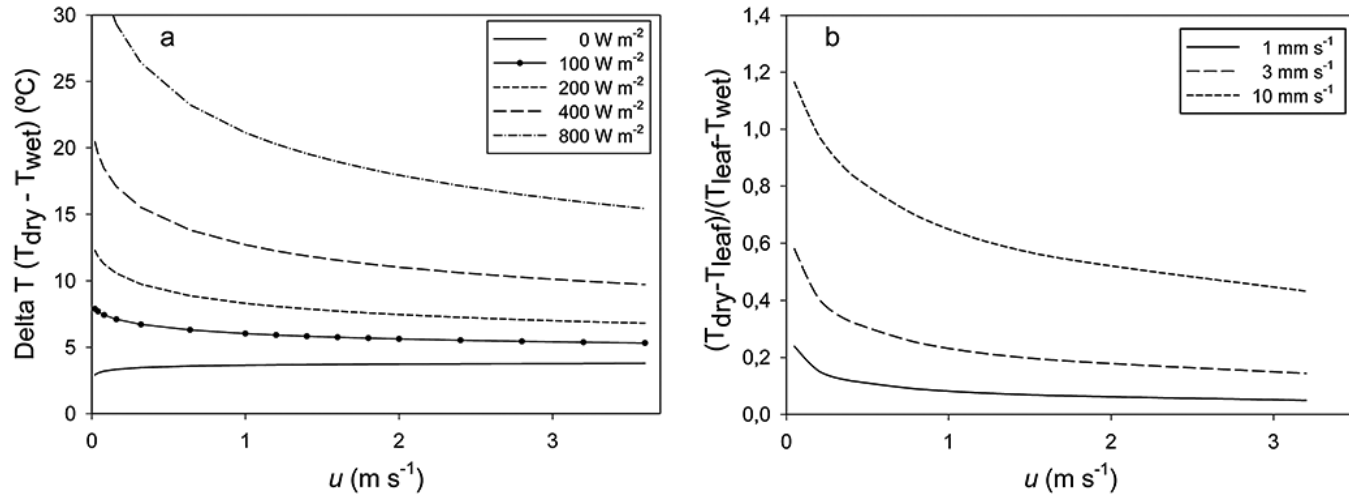 a
0 W m⁻²
100 W m⁻²
200 W m⁻²
400 W m⁻²
800 W m⁻²
30
25
20
15
10
5
0
Delta T (Tdry - Twet) (ºC)
0
1
2
3
u (m s⁻¹)
b
1 mm s⁻¹
3 mm s⁻¹
10 mm s⁻¹
1,4
1,2
1,0
0,8
0,6
0,4
0,2
0,0
(Tdry-Tleaf)/(Tleaf-Twet)
0
1
2
3
u (m s⁻¹)